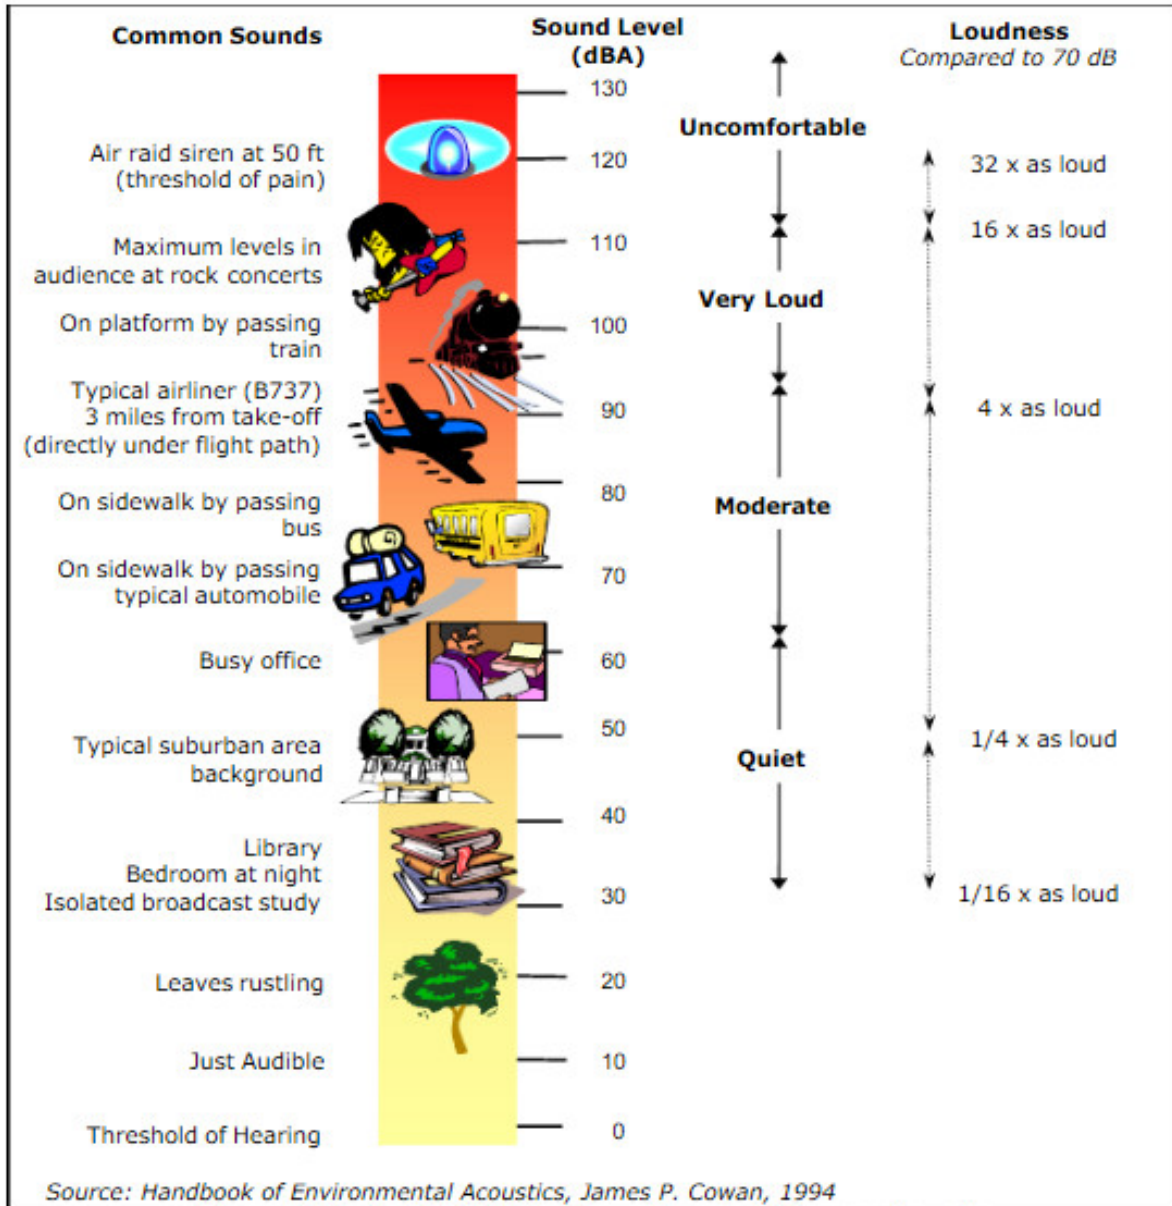 Common Sounds
Sound Level
(dBA)
Loudness
Compared to 70 dB
130
Uncomfortable
Air raid siren at 50 ft
(threshold of pain)
120
32 x as loud
16 x as loud
Maximum levels in
audience at rock concerts
110
Very Loud
On platform by passing
train
100
Typical airliner (B737)
3 miles from take-off
(directly under flight path)
90
4 x as loud
On sidewalk by passing
bus
80
Moderate
On sidewalk by passing
typical automobile
70
Busy office
60
50
1/4 x as loud
Typical suburban area
background
Quiet
40
Library
Bedroom at night
Isolated broadcast study
30
1/16 x as loud
Leaves rustling
20
Just Audible
10
Threshold of Hearing
0
Source: Handbook of Environmental Acoustics, James P. Cowan, 1994